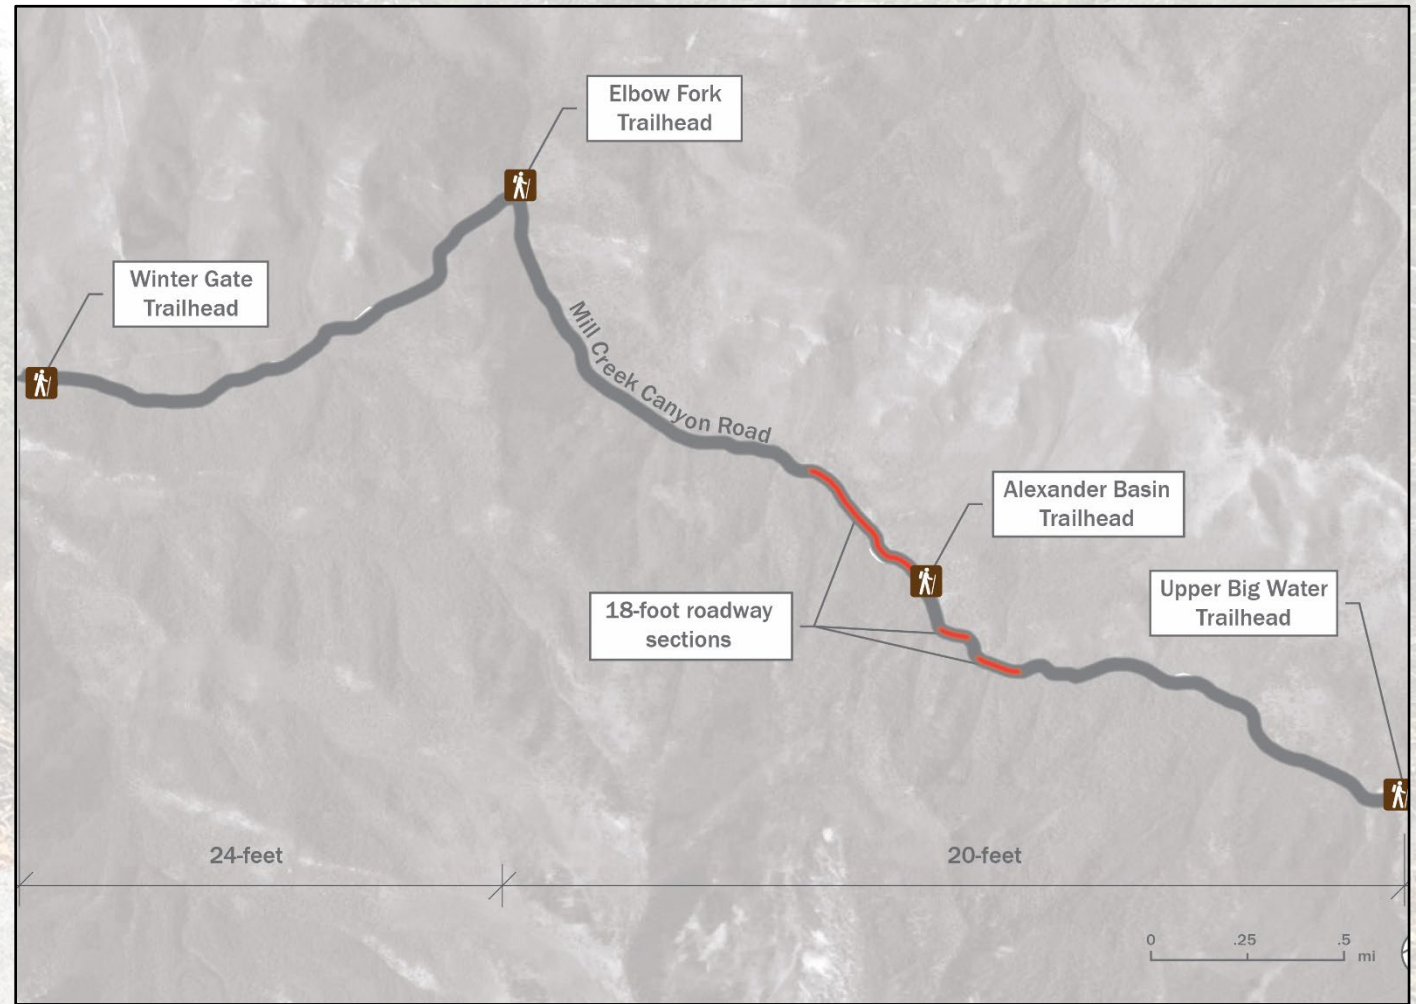 Elbow Fork
Trailhead
Winter Gate
Trailhead
Mill Creek Canyon Road
Alexander Basin
Trailhead
Upper Big Water
Trailhead
18-foot roadway
sections
24-feet
20-feet
0 .25 .5
mi